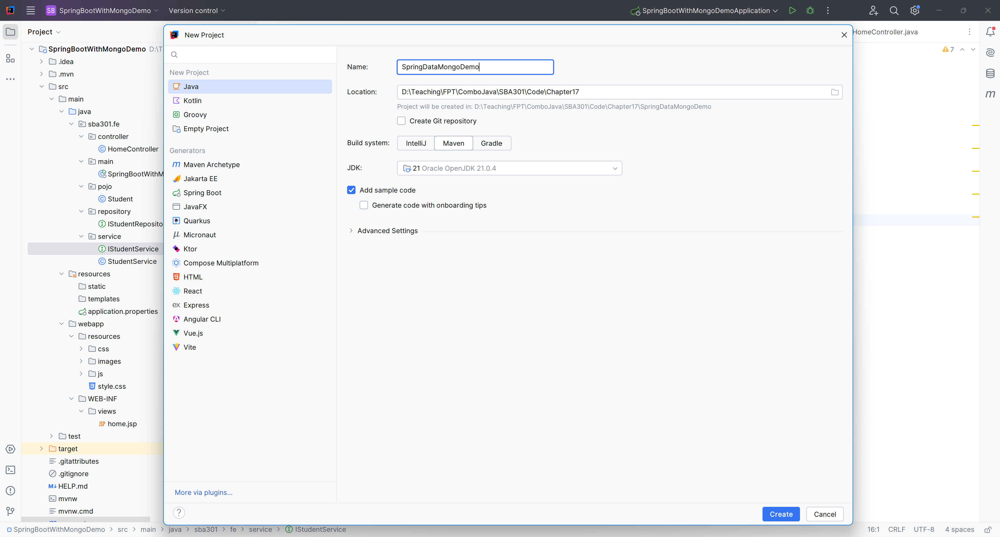 SB SpringBootWithMongoDemo Version control SpringBootWithMongoDemoApplication
Project
SpringBootWithMongoDemo D:\T
.idea
.mvn
src
main
java
sba301.fe
controller
HomeController
main
SpringBootWithM
pojo
Student
repository
IStudentReposito
service
IStudentService
StudentService
resources
static
templates
application.properties
webapp
resources
css
images
js
style.css
WEB-INF
views
JSP home.jsp
test
target
.gitattributes
.gitignore
M↓ HELP.md
mvnw
mvnw.cmd
New Project
New Project
Java
Kotlin
Groovy
Empty Project
Generators
m Maven Archetype
Jakarta EE
Spring Boot
JavaFX
Quarkus
μ Micronaut
Ktor
Compose Multiplatform
HTML
React
ex Express
Angular CLI
Vue.js
Vite
More via plugins...
?
Name: SpringDataMongoDemo
Location: D:\Teaching\FPT\ComboJava\SBA301\Code\Chapter17
Project will be created in: D:\Teaching\FPT\ComboJava\SBA301\Code\Chapter17\SpringDataMongoDemo
Create Git repository
Build system: IntelliJ Maven Gradle
JDK: 21 Oracle OpenJDK 21.0.4
Add sample code
Generate code with onboarding tips
Advanced Settings
Create Cancel
HomeController.java
7
m
SpringBootWithMongoDemo > src > main > java > sba301 > fe > service > IStudentService
16:1 CRLF UTF-8 4 spaces